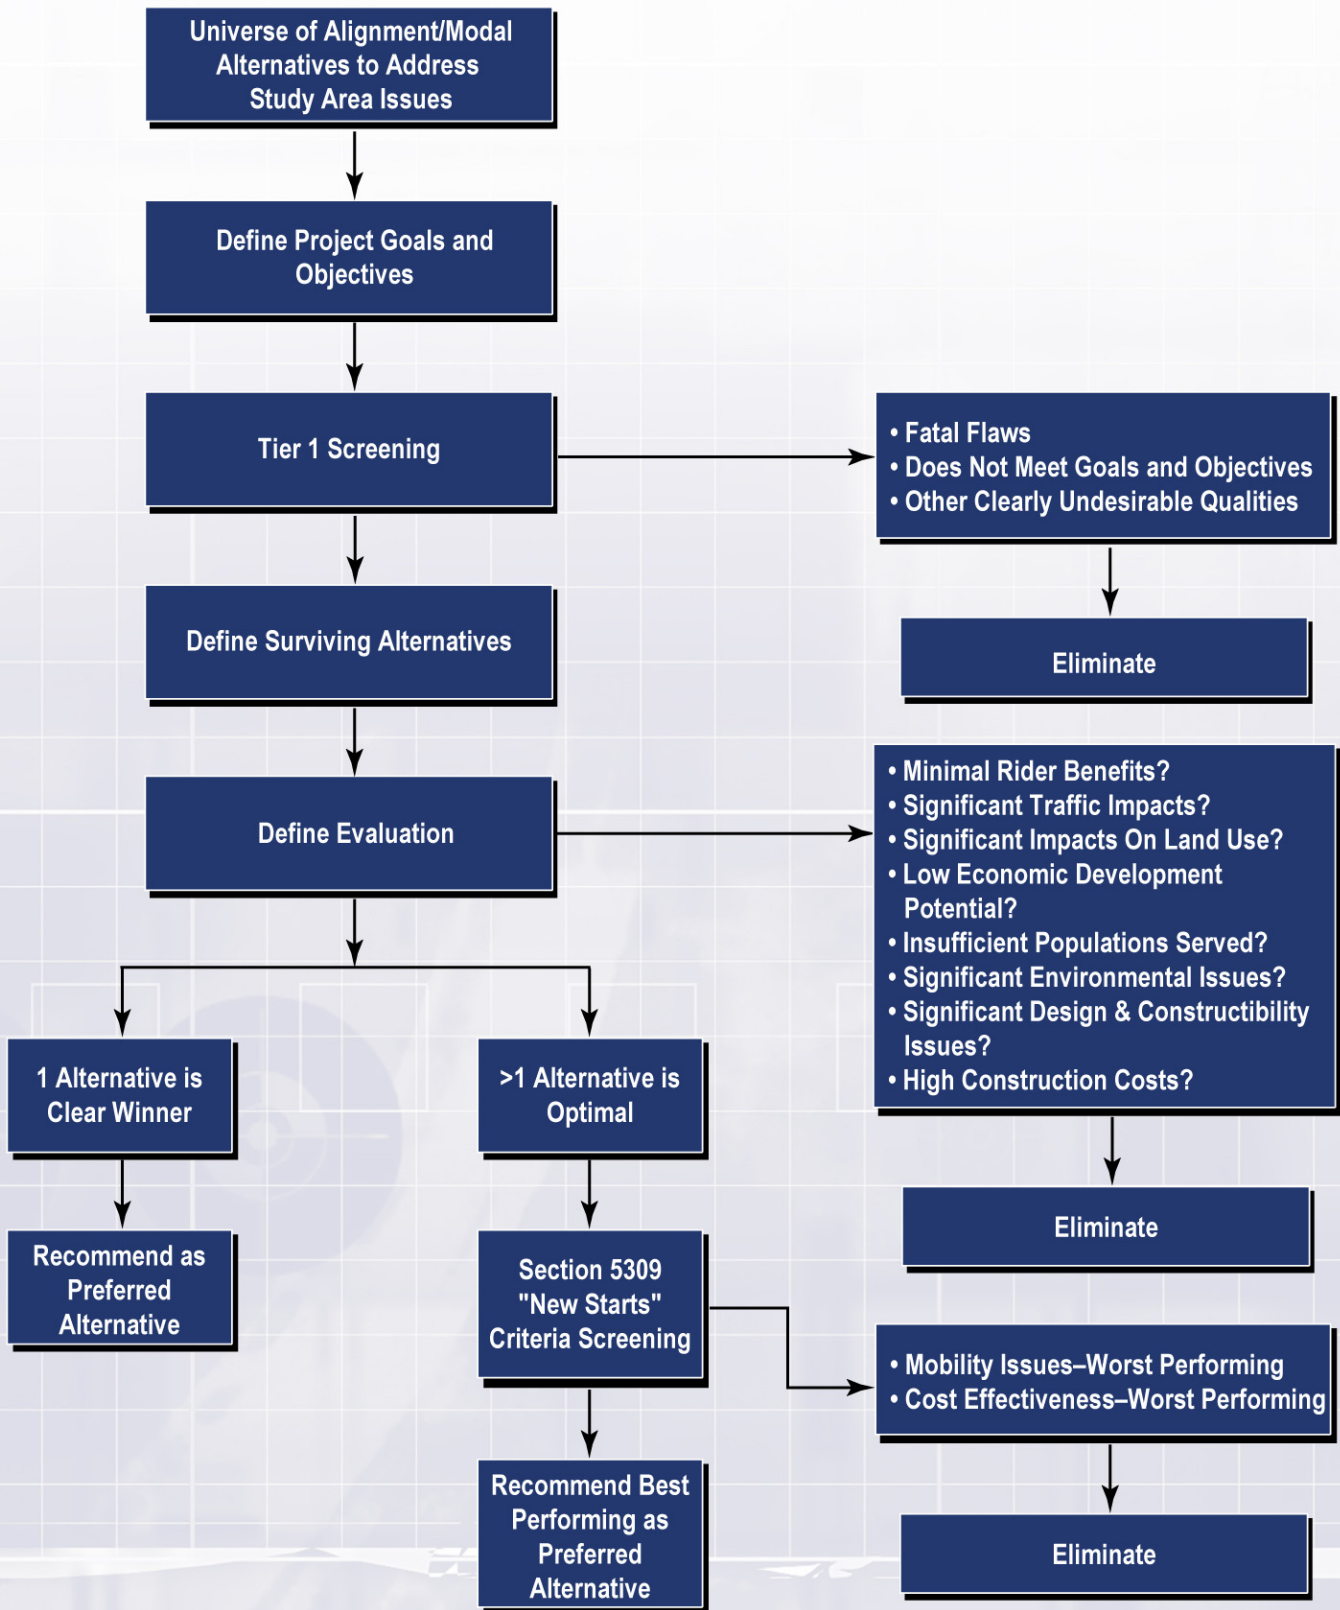 Universe of Alignment/Modal
Alternatives to Address
Study Area Issues
Define Project Goals and
Objectives
Tier 1 Screening
• Fatal Flaws
• Does Not Meet Goals and Objectives
• Other Clearly Undesirable Qualities
Eliminate
Define Surviving Alternatives
Define Evaluation
• Minimal Rider Benefits?
• Significant Traffic Impacts?
• Significant Impacts On Land Use?
• Low Economic Development
Potential?
• Insufficient Populations Served?
• Significant Environmental Issues?
• Significant Design & Constructibility
Issues?
• High Construction Costs?
Eliminate
1 Alternative is
Clear Winner
>1 Alternative is
Optimal
Recommend as
Preferred
Alternative
Section 5309
"New Starts"
Criteria Screening
• Mobility Issues–Worst Performing
• Cost Effectiveness–Worst Performing
Eliminate
Recommend Best
Performing as
Preferred
Alternative